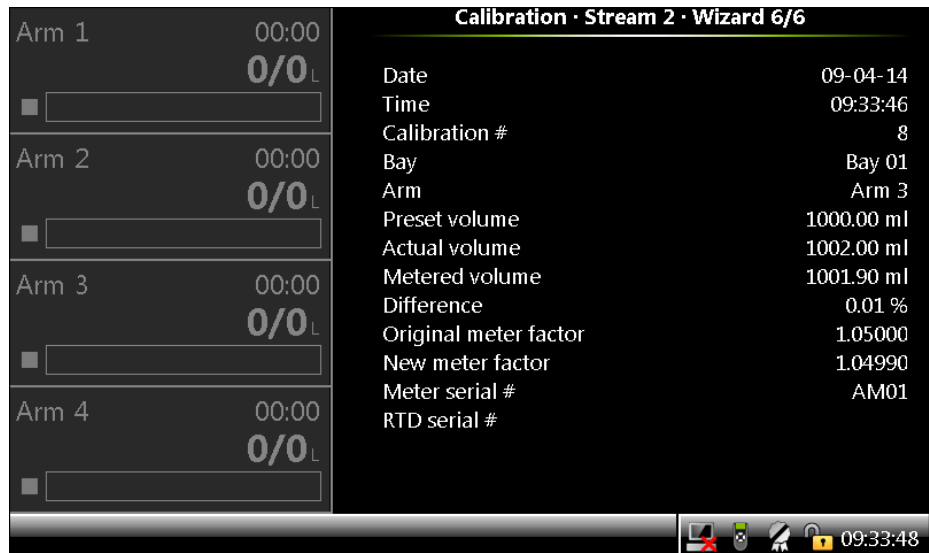 Arm 1 00:00
0/0 L
Arm 2 00:00
0/0 L
Arm 3 00:00
0/0 L
Arm 4 00:00
0/0 L
Calibration · Stream 2 · Wizard 6/6
Date 09-04-14
Time 09:33:46
Calibration # 8
Bay Bay 01
Arm Arm 3
Preset volume 1000.00 ml
Actual volume 1002.00 ml
Metered volume 1001.90 ml
Difference 0.01 %
Original meter factor 1.05000
New meter factor 1.04990
Meter serial # AM01
RTD serial #
09:33:48